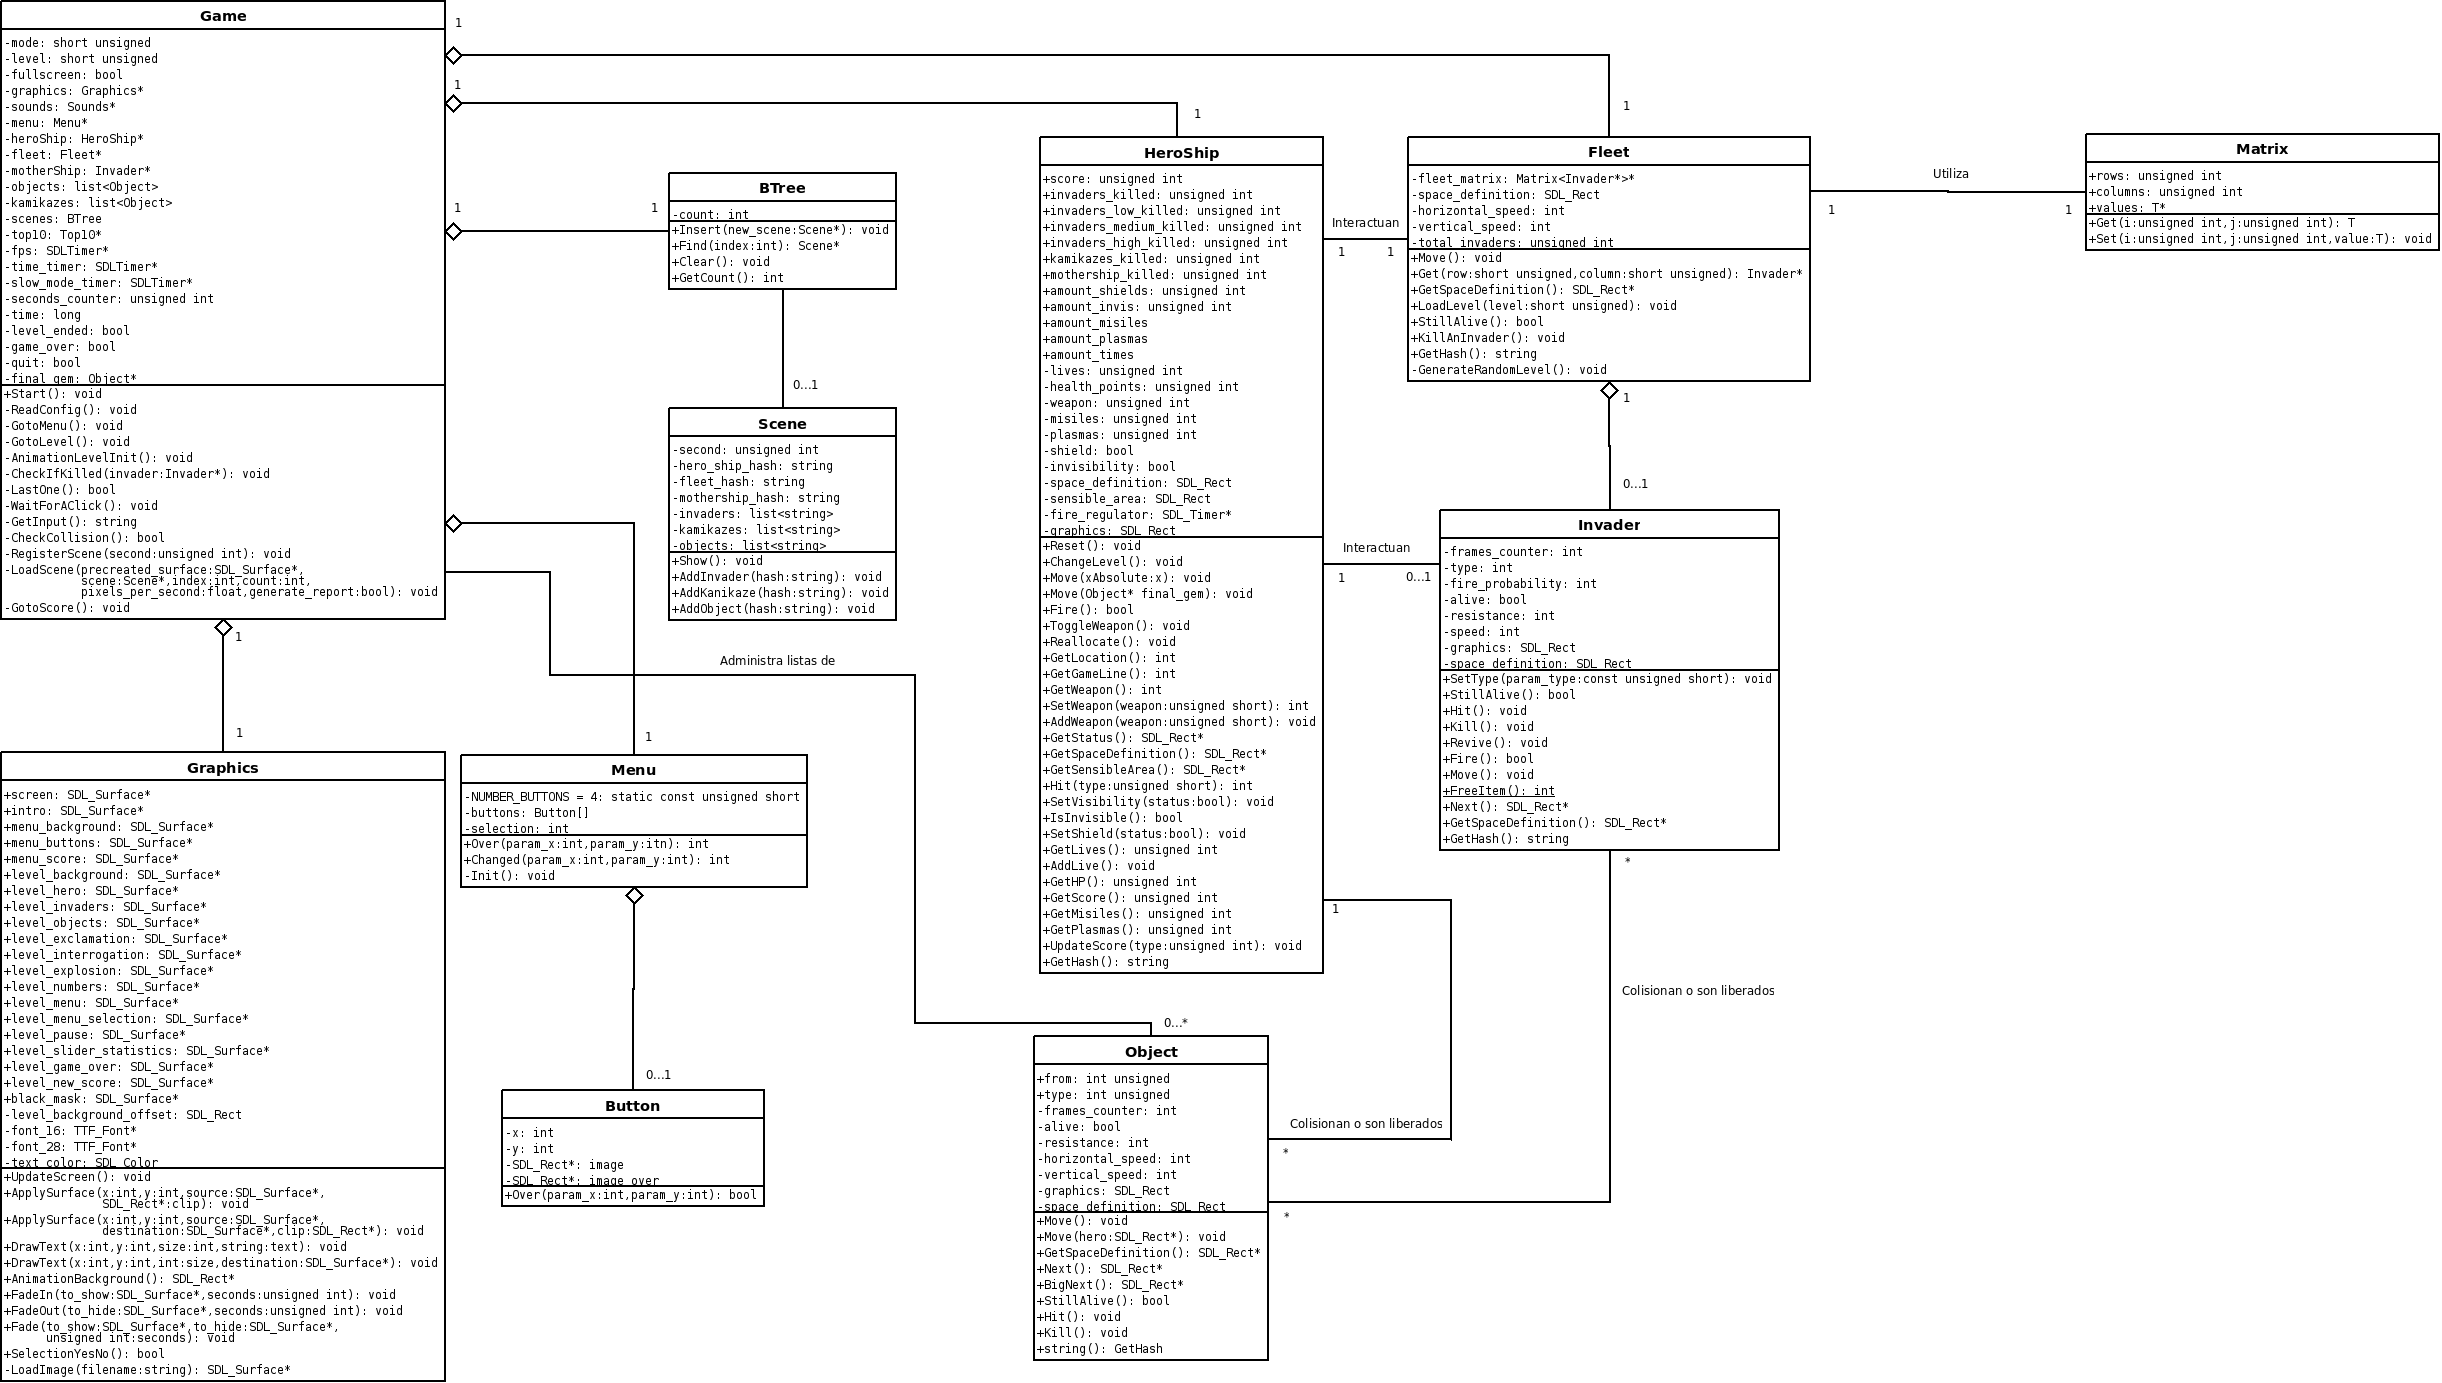 Game
-mode: short unsigned
-level: short unsigned
-fullscreen: bool
-graphics: Graphics*
-sounds: Sounds*
-menu: Menu*
-heroShip: HeroShip*
-fleet: Fleet*
-motherShip: Invader*
-objects: list<Object>
-kamikazes: list<Object>
-scenes: BTree
-top10: Top10*
-fps: SDLTimer*
-time_timer: SDLTimer*
-slow_mode_timer: SDLTimer*
-seconds_counter: unsigned int
-time: long
-level_ended: bool
-game_over: bool
-quit: bool
-final_gem: Object*
+Start(): void
-ReadConfig(): void
-GotoMenu(): void
-GotoLevel(): void
-AnimationLevelInit(): void
-CheckIfKilled(invader:Invader*): void
-LastOne(): bool
-WaitForAClick(): void
-GetInput(): string
-CheckCollision(): bool
-RegisterScene(second:unsigned int): void
-LoadScene(precreated_surface:SDL_Surface*,
scene:Scene*,index:int,count:int,
pixels_per_second:float,generate_report:bool): void
-GotoScore(): void
1
1
1
1
1
1
BTree
-count: int
+Insert(new_scene:Scene*): void
+Find(index:int): Scene*
+Clear(): void
+GetCount(): int
0...1
Scene
-second: unsigned int
-hero_ship_hash: string
-fleet_hash: string
-mothership_hash: string
-invaders: list<string>
-kamikazes: list<string>
-objects: list<string>
+Show(): void
+AddInvader(hash:string): void
+AddKanikaze(hash:string): void
+AddObject(hash:string): void
HeroShip
+score: unsigned int
+invaders_killed: unsigned int
+invaders_low_killed: unsigned int
+invaders_medium_killed: unsigned int
+invaders_high_killed: unsigned int
+kamikazes_killed: unsigned int
+mothership_killed: unsigned int
+amount_shields: unsigned int
+amount_invis: unsigned int
+amount_misiles
+amount_plasmas
+amount_times
-lives: unsigned int
-health_points: unsigned int
-weapon: unsigned int
-misiles: unsigned int
-plasmas: unsigned int
-shield: bool
-invisibility: bool
-space_definition: SDL_Rect
-sensible_area: SDL_Rect
-fire_regulator: SDL_Timer*
-graphics: SDL_Rect
+Reset(): void
+ChangeLevel(): void
+Move(xAbsolute:x): void
+Move(Object* final_gem): void
+Fire(): bool
+ToggleWeapon(): void
+Reallocate(): void
+GetLocation(): int
+GetGameLine(): int
+GetWeapon(): int
+SetWeapon(weapon:unsigned short): int
+AddWeapon(weapon:unsigned short): void
+GetStatus(): SDL_Rect*
+GetSpaceDefinition(): SDL_Rect*
+GetSensibleArea(): SDL_Rect*
+Hit(type:unsigned short): int
+SetVisibility(status:bool): void
+IsInvisible(): bool
+SetShield(status:bool): void
+GetLives(): unsigned int
+AddLive(): void
+GetHP(): unsigned int
+GetScore(): unsigned int
+GetMisiles(): unsigned int
+GetPlasmas(): unsigned int
+UpdateScore(type:unsigned int): void
+GetHash(): string
Interactuan
1
1
Fleet
-fleet_matrix: Matrix<Invader*>*
-space_definition: SDL_Rect
-horizontal_speed: int
-vertical_speed: int
-total_invaders: unsigned int
+Move(): void
+Get(row:short unsigned,column:short unsigned): Invader*
+GetSpaceDefinition(): SDL_Rect*
+LoadLevel(level:short unsigned): void
+StillAlive(): bool
+KillAnInvader(): void
+GetHash(): string
-GenerateRandomLevel(): void
Utiliza
1
1
Matrix
+rows: unsigned int
+columns: unsigned int
+values: T*
+Get(i:unsigned int,j:unsigned int): T
+Set(i:unsigned int,j:unsigned int,value:T): void
1
0...1
Interactuan
1
0...1
Invader
-frames_counter: int
-type: int
-fire_probability: int
-alive: bool
-resistance: int
-speed: int
-graphics: SDL_Rect
-space_definition: SDL_Rect
+SetType(param_type:const unsigned short): void
+StillAlive(): bool
+Hit(): void
+Kill(): void
+Revive(): void
+Fire(): bool
+Move(): void
+FreeItem(): int
+Next(): SDL_Rect*
+GetSpaceDefinition(): SDL_Rect*
+GetHash(): string
*
1
Colisionan o son liberados
Administra listas de
1
1
1
Graphics
+screen: SDL_Surface*
+intro: SDL_Surface*
+menu_background: SDL_Surface*
+menu_buttons: SDL_Surface*
+menu_score: SDL_Surface*
+level_background: SDL_Surface*
+level_hero: SDL_Surface*
+level_invaders: SDL_Surface*
+level_objects: SDL_Surface*
+level_exclamation: SDL_Surface*
+level_interrogation: SDL_Surface*
+level_explosion: SDL_Surface*
+level_numbers: SDL_Surface*
+level_menu: SDL_Surface*
+level_menu_selection: SDL_Surface*
+level_pause: SDL_Surface*
+level_slider_statistics: SDL_Surface*
+level_game_over: SDL_Surface*
+level_new_score: SDL_Surface*
+black_mask: SDL_Surface*
-level_background_offset: SDL_Rect
-font_16: TTF_Font*
-font_28: TTF_Font*
-text_color: SDL_Color
+UpdateScreen(): void
+ApplySurface(x:int,y:int,source:SDL_Surface*,
SDL_Rect*:clip): void
+ApplySurface(x:int,y:int,source:SDL_Surface*,
destination:SDL_Surface*,clip:SDL_Rect*): void
+DrawText(x:int,y:int,size:int,string:text): void
+DrawText(x:int,y:int,int:size,destination:SDL_Surface*): void
+AnimationBackground(): SDL_Rect*
+FadeIn(to_show:SDL_Surface*,seconds:unsigned int): void
+FadeOut(to_hide:SDL_Surface*,seconds:unsigned int): void
+Fade(to_show:SDL_Surface*,to_hide:SDL_Surface*,
unsigned int:seconds): void
+SelectionYesNo(): bool
-LoadImage(filename:string): SDL_Surface*
Menu
-NUMBER_BUTTONS = 4: static const unsigned short
-buttons: Button[]
-selection: int
+Over(param_x:int,param_y:itn): int
+Changed(param_x:int,param_y:int): int
-Init(): void
0...1
Button
-x: int
-y: int
-SDL_Rect*: image
-SDL_Rect*: image_over
+Over(param_x:int,param_y:int): bool
0...*
Object
+from: int unsigned
+type: int unsigned
-frames_counter: int
-alive: bool
-resistance: int
-horizontal_speed: int
-vertical_speed: int
-graphics: SDL_Rect
-space_definition: SDL_Rect
+Move(): void
+Move(hero:SDL_Rect*): void
+GetSpaceDefinition(): SDL_Rect*
+Next(): SDL_Rect*
+BigNext(): SDL_Rect*
+StillAlive(): bool
+Hit(): void
+Kill(): void
+string(): GetHash
Colisionan o son liberados
*
*